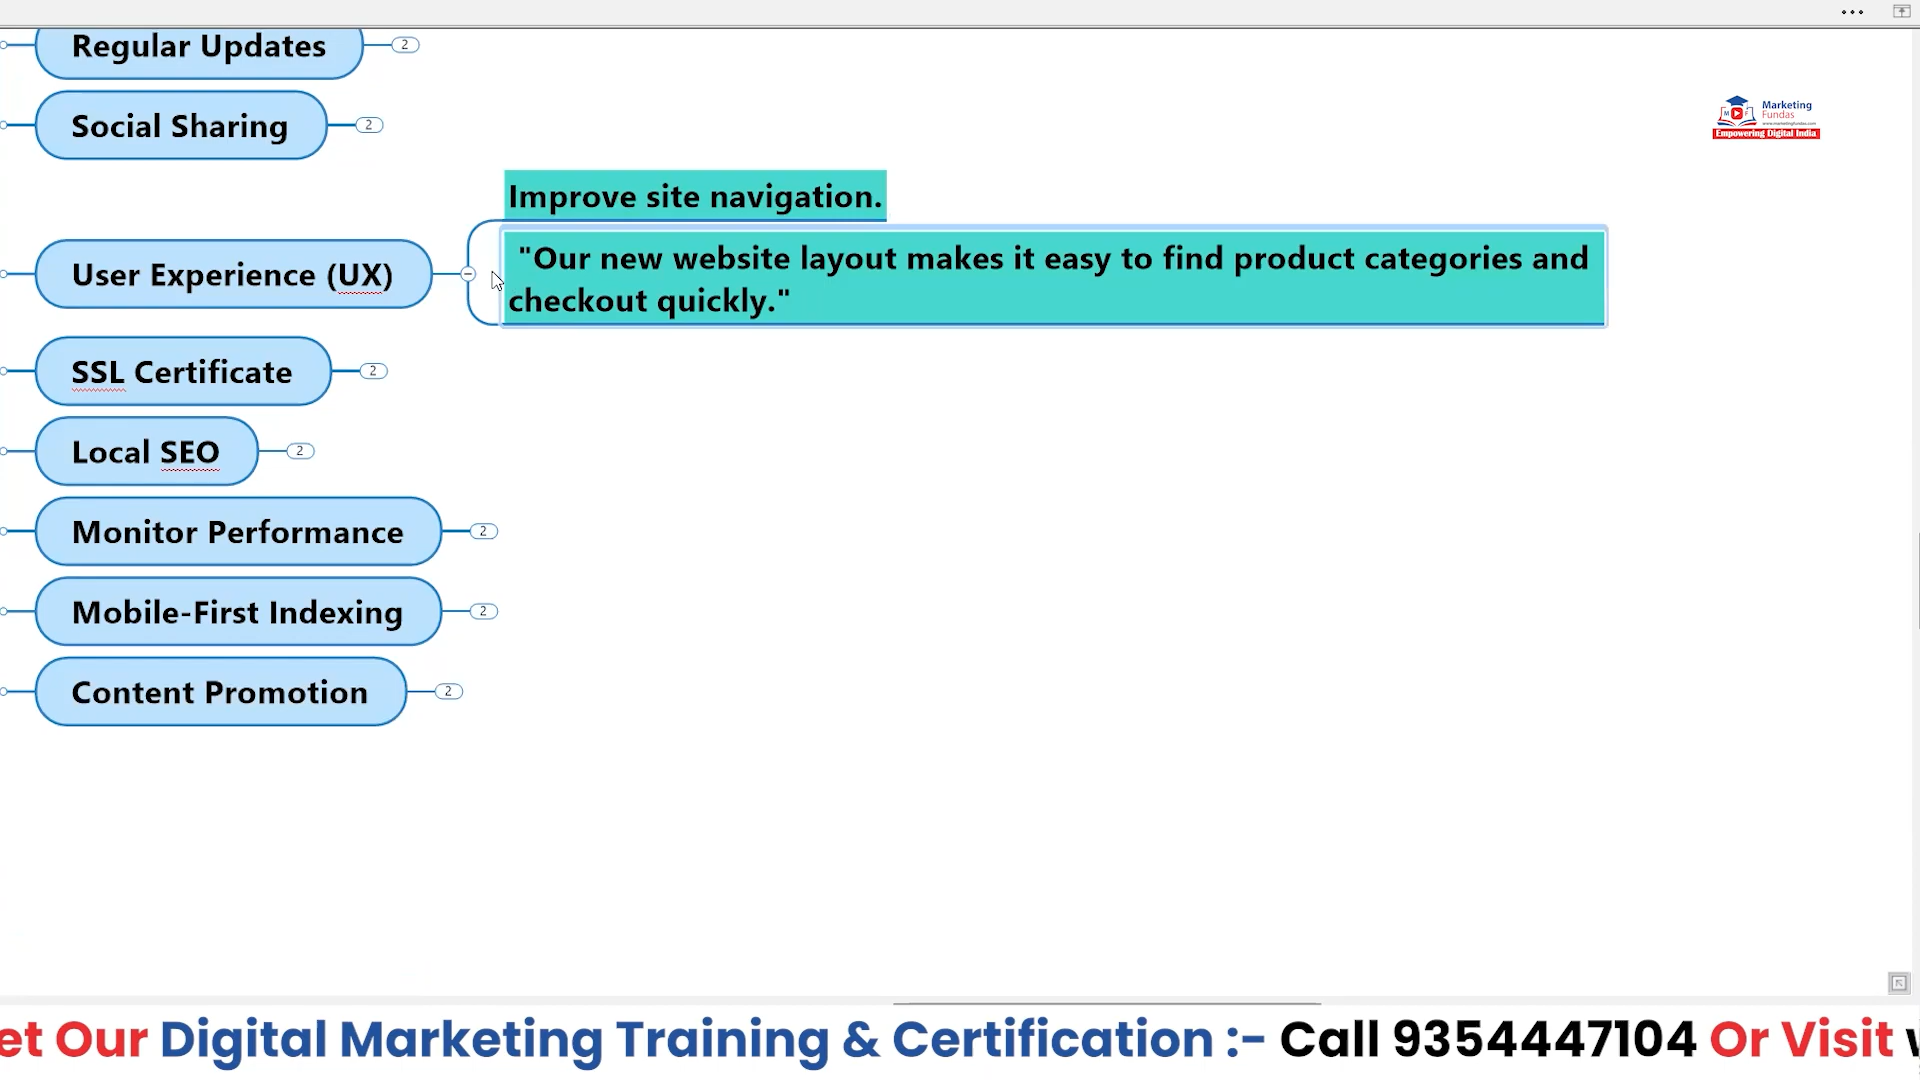 Regular Updates
2
Social Sharing
2
Marketing
Fundas
www.marketingfundas.com
M F
Empowering Digital India
Improve site navigation.
User Experience (UX)
"Our new website layout makes it easy to find product categories and
checkout quickly."
SSL Certificate
2
Local SEO
2
Monitor Performance
2
Mobile-First Indexing
2
Content Promotion
2
et Our Digital Marketing Training & Certification :- Call 9354447104 Or Visit